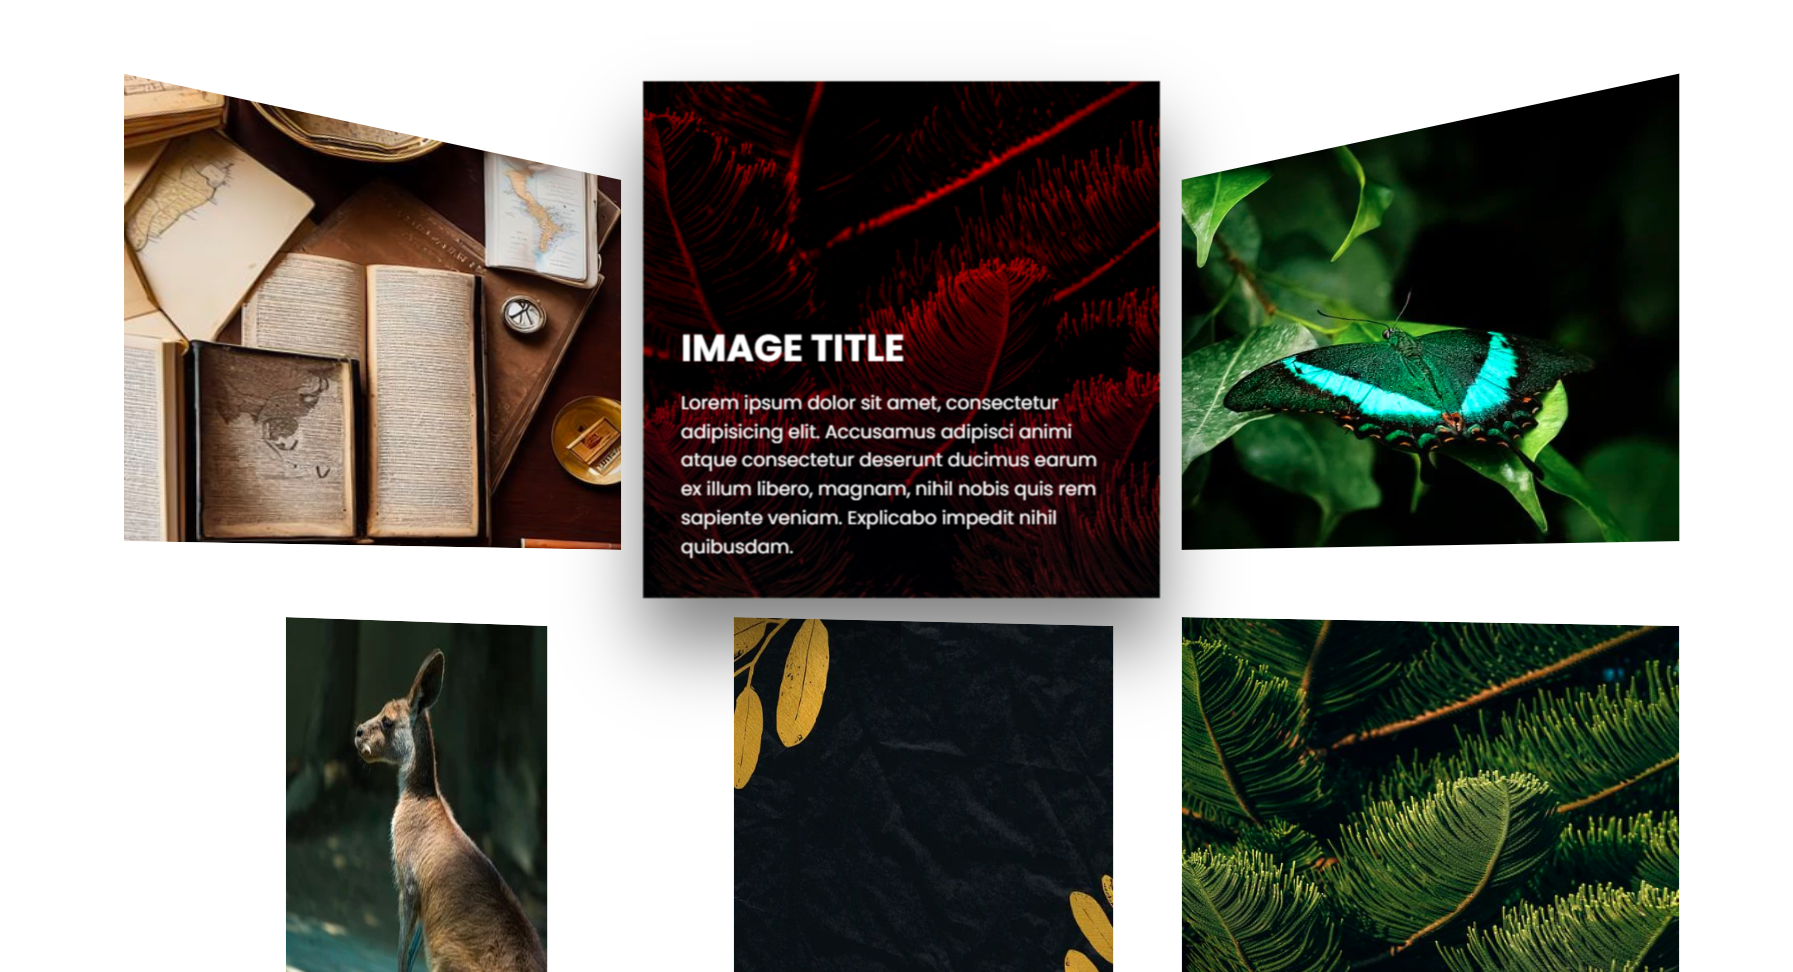 IMAGE TITLE
Lorem ipsum dolor sit amet, consectetur
adipisicing elit. Accusamus adipisci animi
atque consectetur deserunt ducimus earum
ex illum libero, magnam, nihil nobis quis rem
sapiente veniam. Explicabo impedit nihil
quibusdam.